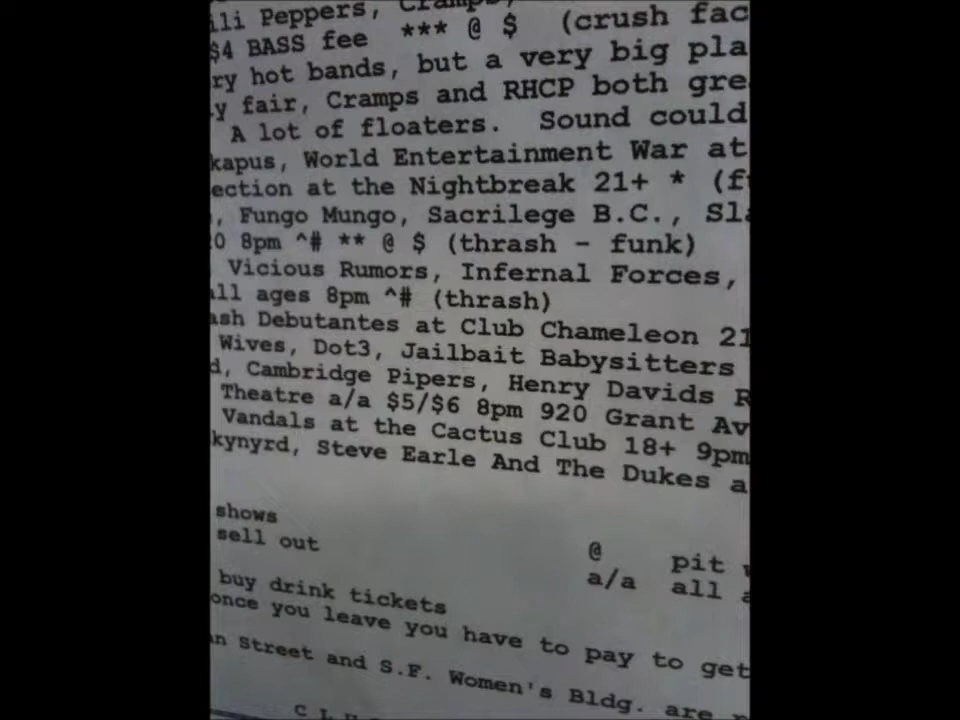 ili Peppers, Cramps,
$4 BASS fee *** @ $ (crush fac
ry hot bands, but a very big pla
y fair, Cramps and RHCP both gre
A lot of floaters. Sound could
kapus, World Entertainment War at
ection at the Nightbreak 21+ * (f
, Fungo Mungo, Sacrilege B.C., Sl
0 8pm ^# ** @ $ (thrash - funk)
Vicious Rumors, Infernal Forces,
all ages 8pm ^# (thrash)
ash Debutantes at Club Chameleon 21
Wives, Dot3, Jailbait Babysitters
d, Cambridge Pipers, Henry Davids R
Theatre a/a $5/$6 8pm 920 Grant Av
Vandals at the Cactus Club 18+ 9pm
kynyrd, Steve Earle And The Dukes a
shows
sell out
@ pit
a/a all a
buy drink tickets
once you leave you have to pay to get
n Street and S.F. Women's Bldg. are
C L U